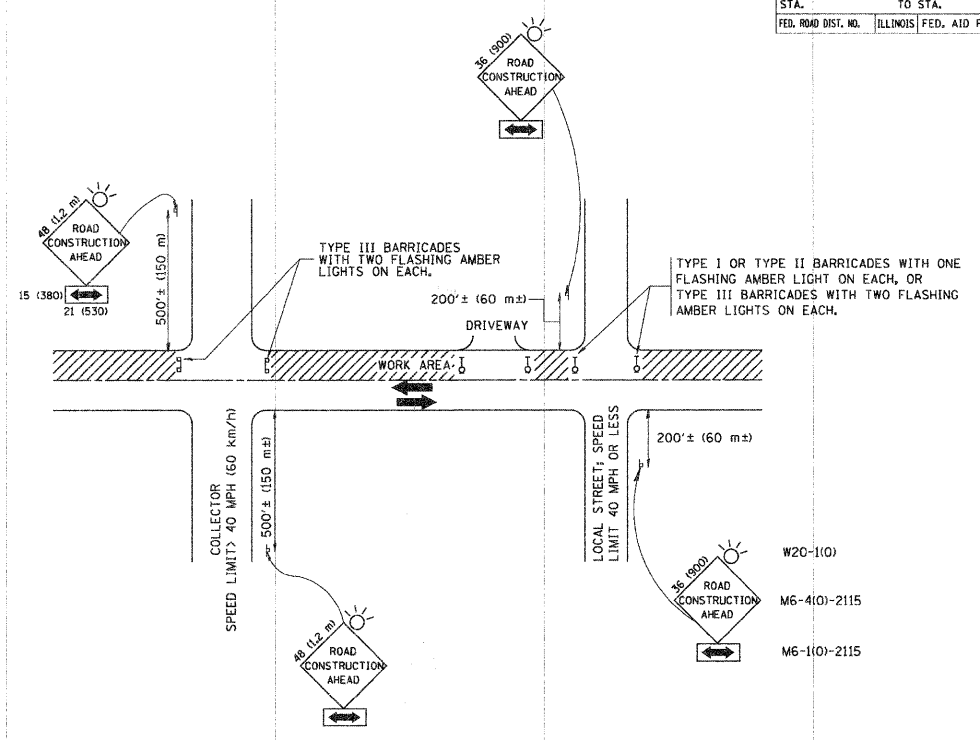 STA. TO STA.
FED. ROAD DIST. NO. ILLINOIS FED. AID
36 (900)
ROAD
CONSTRUCTION
AHEAD
48 (1.2 m)
ROAD
CONSTRUCTION
AHEAD
15 (380)
21 (530)
500'± (150 m)
TYPE III BARRICADES
WITH TWO FLASHING AMBER
LIGHTS ON EACH.
200'± (60 m±)
DRIVEWAY
TYPE I OR TYPE II BARRICADES WITH ONE
FLASHING AMBER LIGHT ON EACH, OR
TYPE III BARRICADES WITH TWO FLASHING
AMBER LIGHTS ON EACH.
WORK AREA
COLLECTOR
SPEED LIMIT> 40 MPH (60 km/h)
500'± (150 m±)
LOCAL STREET; SPEED
LIMIT 40 MPH OR LESS
200'± (60 m±)
48 (1.2 m)
ROAD
CONSTRUCTION
AHEAD
36 (900)
ROAD
CONSTRUCTION
AHEAD
W20-1(O)
M6-4(O)-2115
M6-1(O)-2115